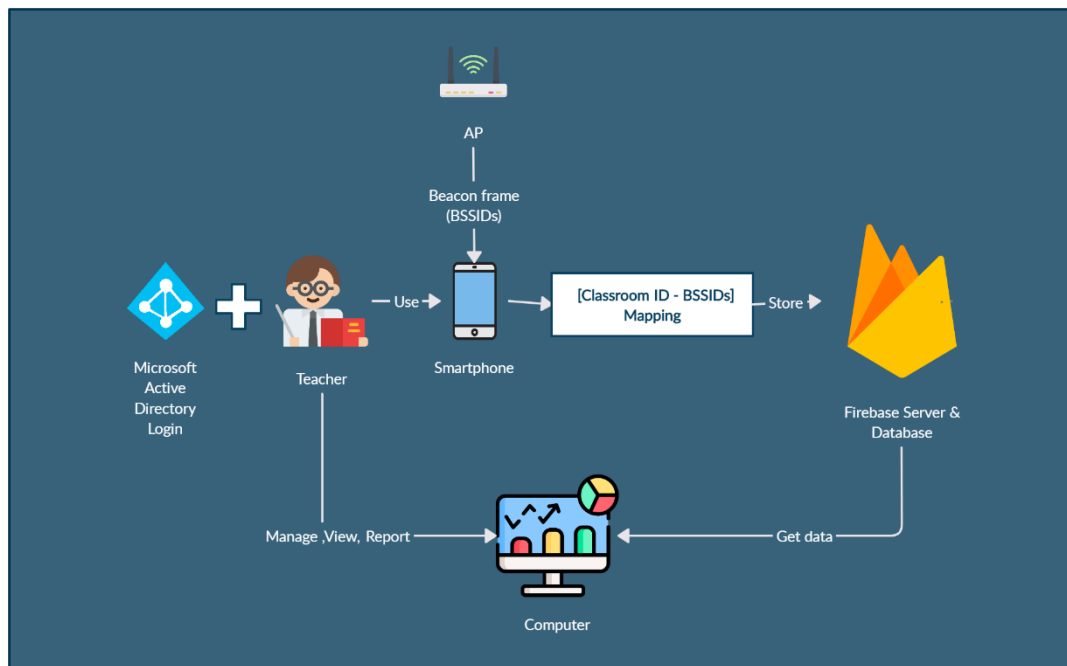 AP
Beacon frame
(BSSIDs)
Microsoft
Active
Directory
Login
Teacher
Use
Smartphone
[Classroom ID - BSSIDs]
Mapping
Store
Firebase Server &
Database
Manage ,View, Report
Get data
Computer